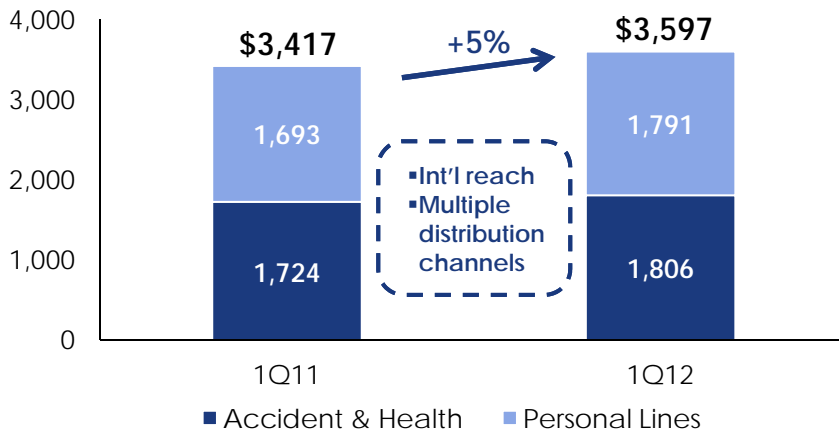 4,000
3,000
2,000
1,000
0
$3,417
+5%
$3,597
1,693
1,791
▪Int'l reach
▪Multiple
distribution
channels
1,724
1,806
1Q11
1Q12
Accident & Health
Personal Lines